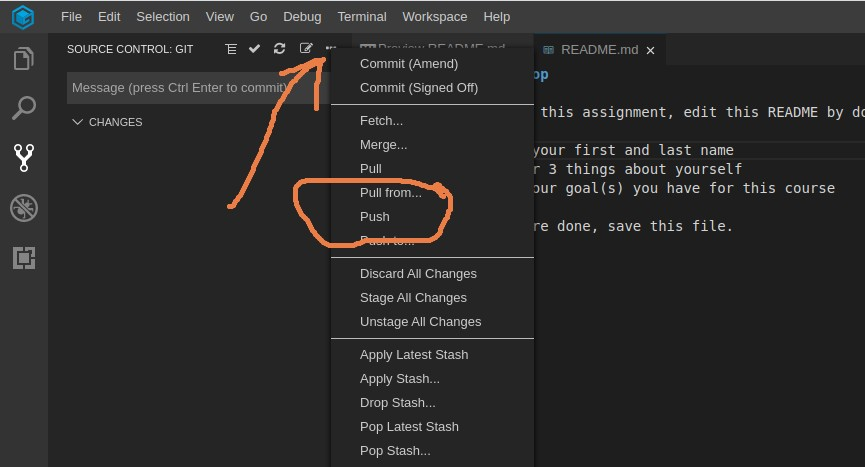 File Edit Selection View Go Debug Terminal Workspace Help
SOURCE CONTROL: GIT
Preview README.md
README.md
Message (press Ctrl Enter to commit)
CHANGES
Commit (Amend)
Commit (Signed Off)
Fetch...
Merge...
Pull
Pull from...
Push
Push to...
Discard All Changes
Stage All Changes
Unstage All Changes
Apply Latest Stash
Apply Stash...
Drop Stash...
Pop Latest Stash
Pop Stash...
pp
this assignment, edit this README by do
your first and last name
r 3 things about yourself
our goal(s) you have for this course
re done, save this file.